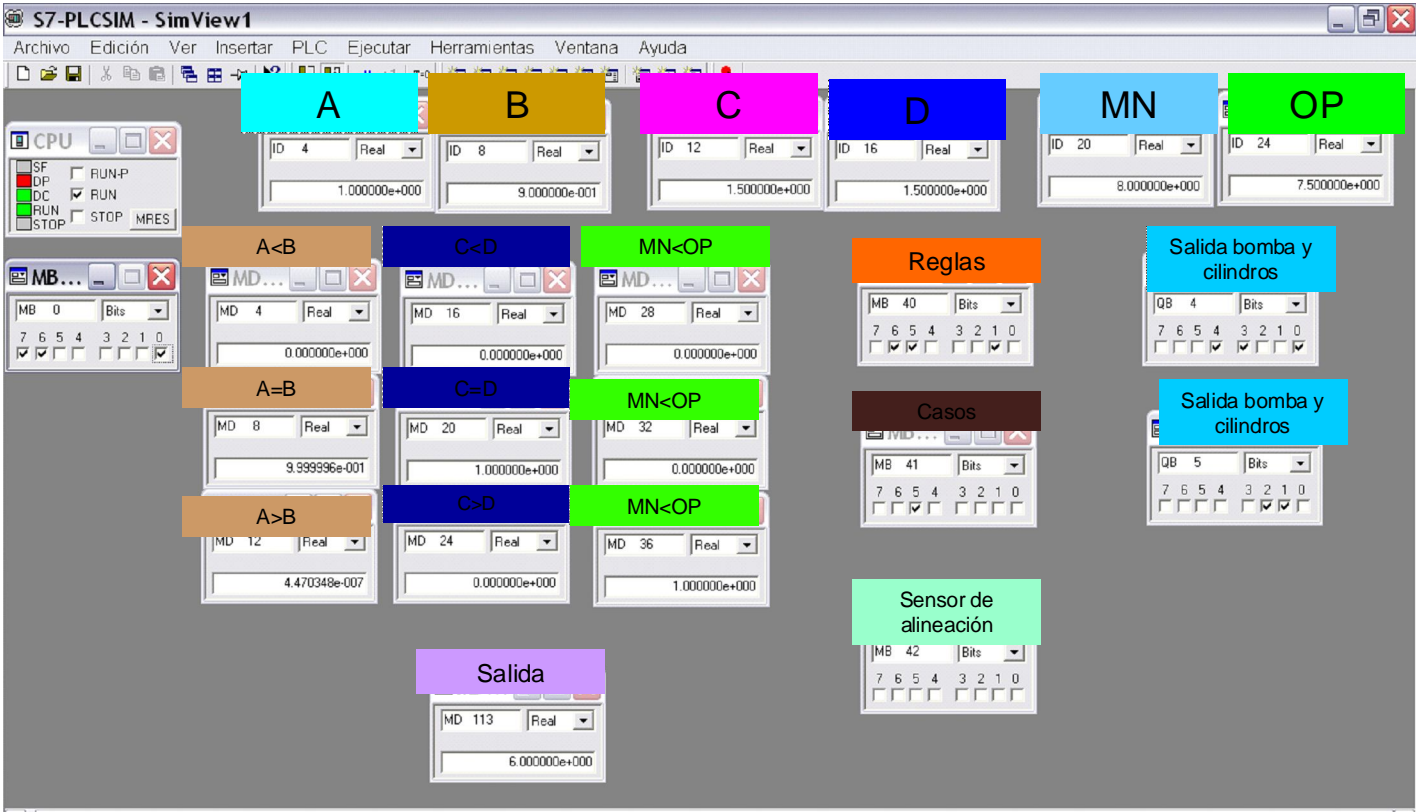 S7-PLCSIM - SimView1
Archivo Edición Ver Insertar PLC Ejecutar Herramientas Ventana Ayuda
A B C D MN OP
CPU
SF
DP
DC
RUN
STOP
RUN-P
RUN
STOP MRES
ID 4 Real
1.000000e+000
ID 8 Real
9.000000e-001
ID 12 Real
1.500000e+000
ID 16 Real
1.500000e+000
ID 20 Real
8.000000e+000
ID 24 Real
7.500000e+000
MB...
MB 0 Bits
7 6 5 4 3 2 1 0
A<B
MD...
MD 4 Real
0.000000e+000
C<D
MD...
MD 16 Real
0.000000e+000
MN<OP
MD...
MD 28 Real
0.000000e+000
Reglas
MB 40 Bits
7 6 5 4 3 2 1 0
Salida bomba y
cilindros
QB 4 Bits
7 6 5 4 3 2 1 0
A=B
MD 8 Real
9.999996e-001
C=D
MD 20 Real
1.000000e+000
MN<OP
MD 32 Real
0.000000e+000
Casos
MB 41 Bits
7 6 5 4 3 2 1 0
Salida bomba y
cilindros
QB 5 Bits
7 6 5 4 3 2 1 0
A>B
MD 12 Real
4.470348e-007
C>D
MD 24 Real
0.000000e+000
MN<OP
MD 36 Real
1.000000e+000
Sensor de
alineación
MB 42 Bits
7 6 5 4 3 2 1 0
Salida
MD 113 Real
6.000000e+000